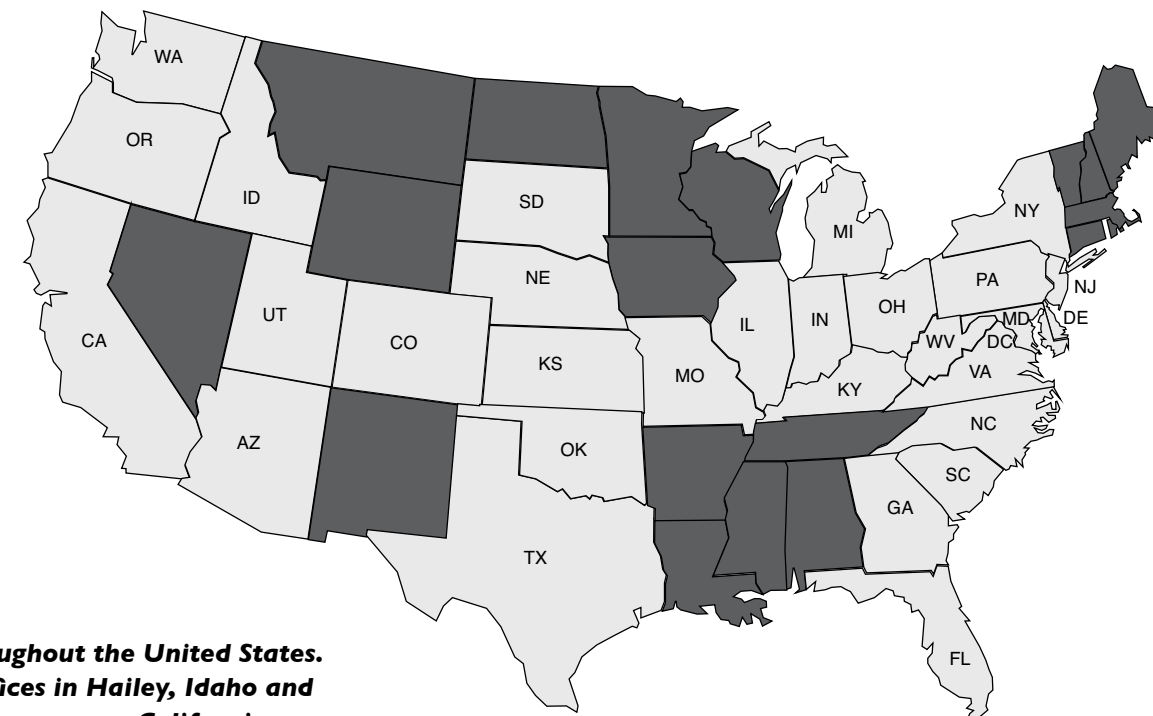 WA
OR
ID
SD
NY
MI
NE
PA
NJ
UT
OH
CA
CO
IL
IN
MD
DE
WV
DC
KS
MO
VA
KY
AZ
NC
OK
SC
GA
TX
FL
ughout the United States.
ices in Hailey, Idaho and